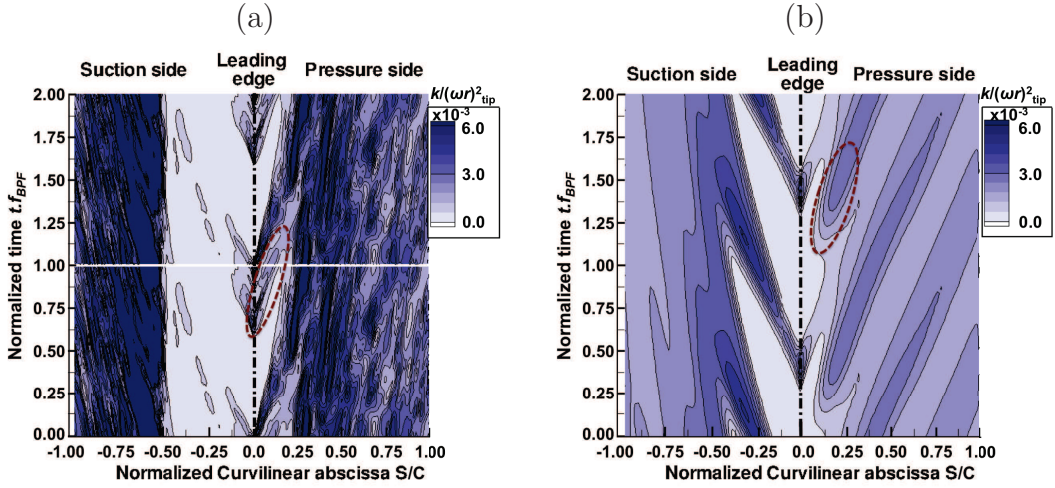 (a)
(b)
Suction side
Leading edge
Pressure side
k/(ωr)²tip
x10⁻³
6.0
3.0
0.0
2.00
1.75
1.50
1.25
1.00
0.75
0.50
0.25
0.00
Normalized time t.fBPF
-1.00 -0.75 -0.50 -0.25 0 0.25 0.50 0.75 1.00
Normalized Curvilinear abscissa S/C
Suction side
Leading edge
Pressure side
k/(ωr)²tip
x10⁻³
6.0
3.0
0.0
2.00
1.75
1.50
1.25
1.00
0.75
0.50
0.25
0.00
Normalized time t.fBPF
-1.00 -0.75 -0.50 -0.25 0 0.25 0.50 0.75 1.00
Normalized Curvilinear abscissa S/C